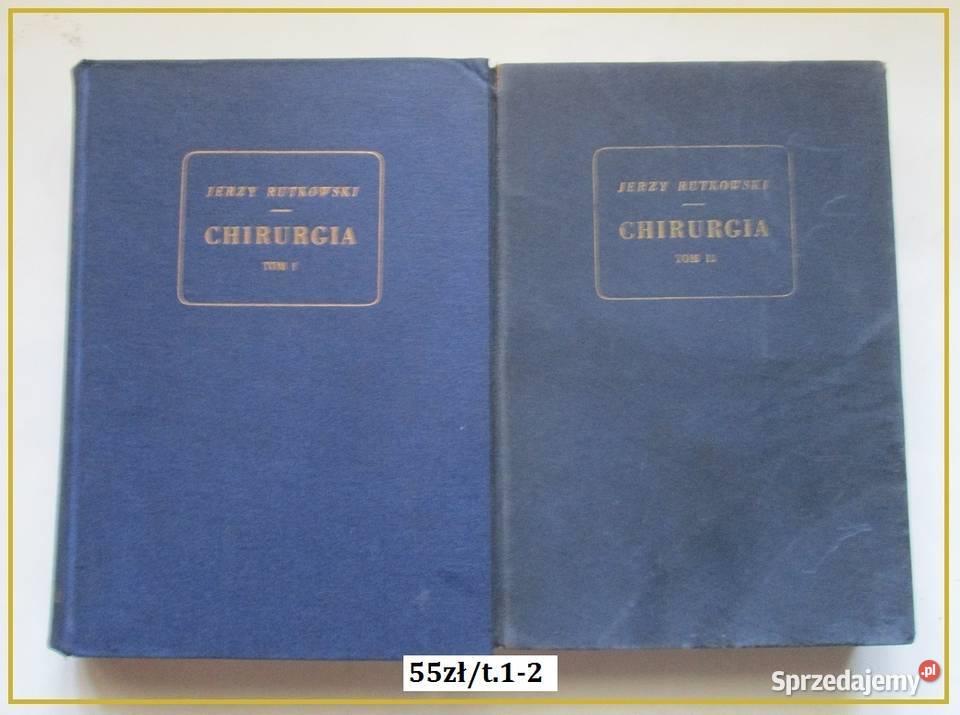 JERZY RUTKOWSKI
CHIRURGIA
TOM I
JERZY RUTKOWSKI
CHIRURGIA
TOM II
55zł/t.1-2
Sprzedajemy.pl